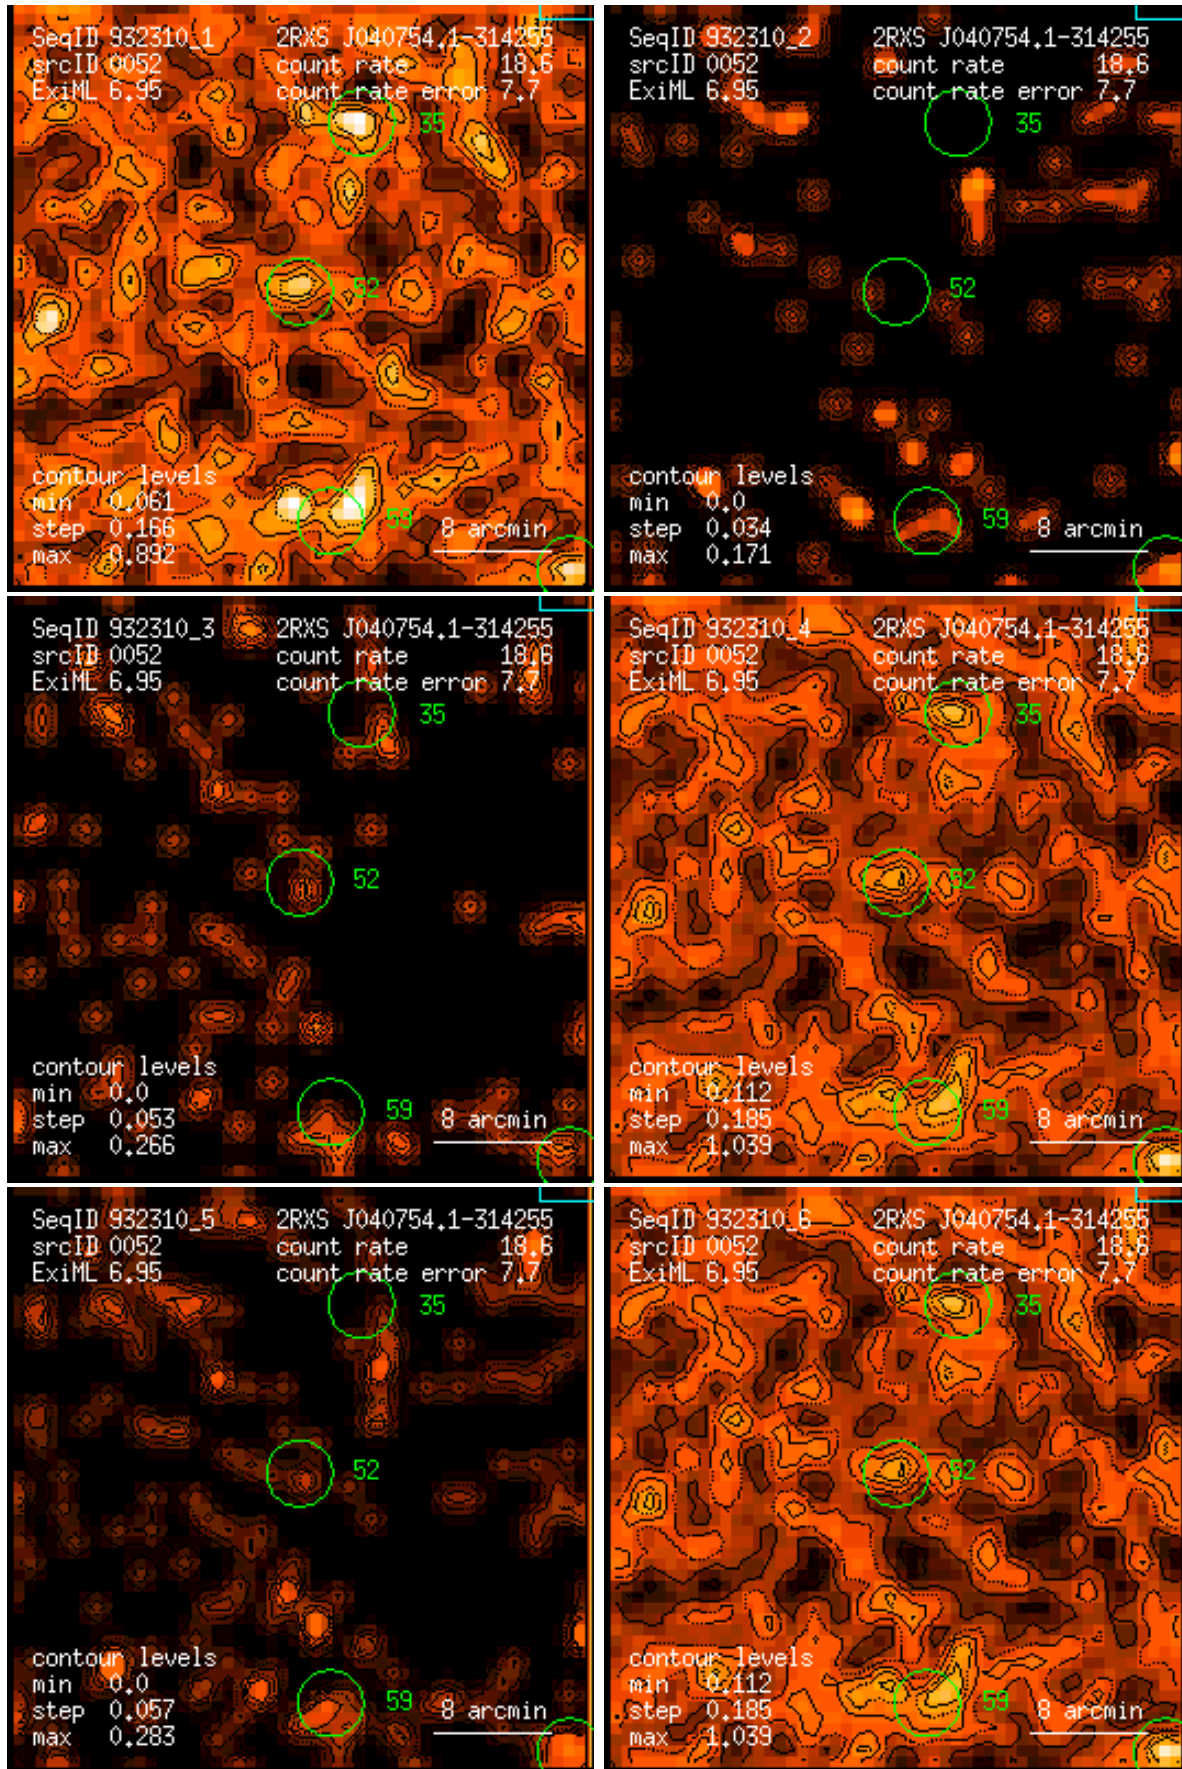 SeqID 932310_1 2RXS J040754.1-314255
srcID 0052 count rate 18.6
ExiML 6.95 count rate error 7.7
35
52
contour levels
min 0.061
step 0.166 59 8 arcmin
max 0.892
SeqID 932310_2 2RXS J040754.1-314255
srcID 0052 count rate 18.6
ExiML 6.95 count rate error 7.7
35
52
contour levels
min 0.0
step 0.034 59 8 arcmin
max 0.171
SeqID 932310_3 2RXS J040754.1-314255
srcID 0052 count rate 18.6
ExiML 6.95 count rate error 7.7
35
52
contour levels
min 0.0
step 0.053 59 8 arcmin
max 0.266
SeqID 932310_4 2RXS J040754.1-314255
srcID 0052 count rate 18.6
ExiML 6.95 count rate error 7.7
35
52
contour levels
min 0.112
step 0.185 59 8 arcmin
max 1.039
SeqID 932310_5 2RXS J040754.1-314255
srcID 0052 count rate 18.6
ExiML 6.95 count rate error 7.7
35
52
contour levels
min 0.0
step 0.057 59 8 arcmin
max 0.283
SeqID 932310_6 2RXS J040754.1-314255
srcID 0052 count rate 18.6
ExiML 6.95 count rate error 7.7
35
52
contour levels
min 0.112
step 0.185 59 8 arcmin
max 1.039